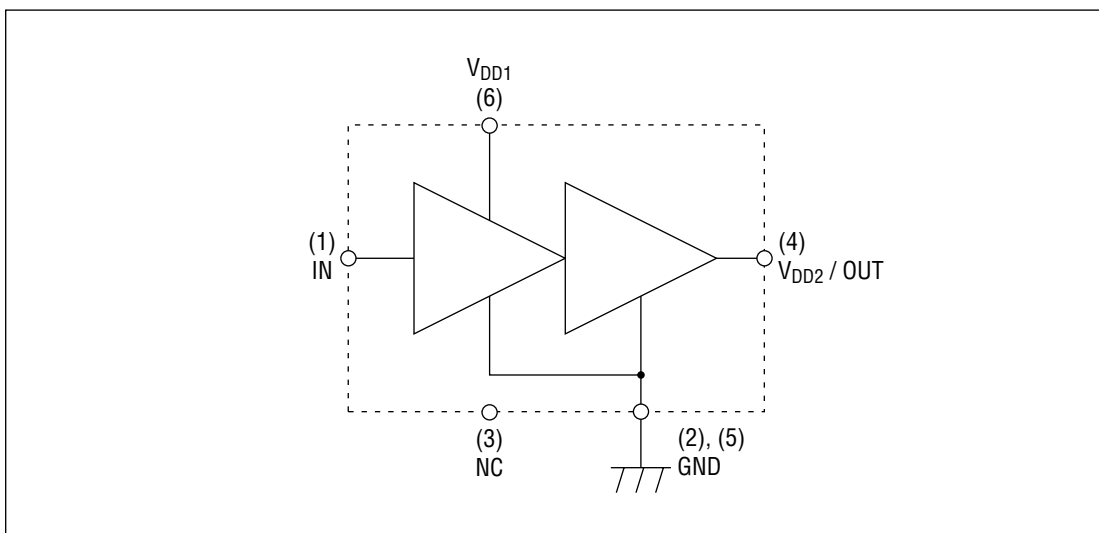 VDD1
(6)
(1)
IN
(4)
VDD2 / OUT
(3)
NC
(2), (5)
GND